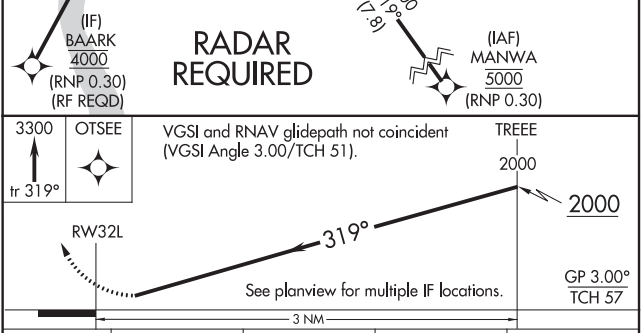 (IF)
BAARK
4000
(RNP 0.30)
(RF REQD)
RADAR
REQUIRED
(7.8)
(IAF)
MANWA
5000
(RNP 0.30)
3300
tr 319°
OTSEE
VGSI and RNAV glidepath not coincident
(VGSI Angle 3.00/TCH 51).
TREEE
2000
2000
RW32L
319°
See planview for multiple IF locations.
GP 3.00°
TCH 57
3 NM